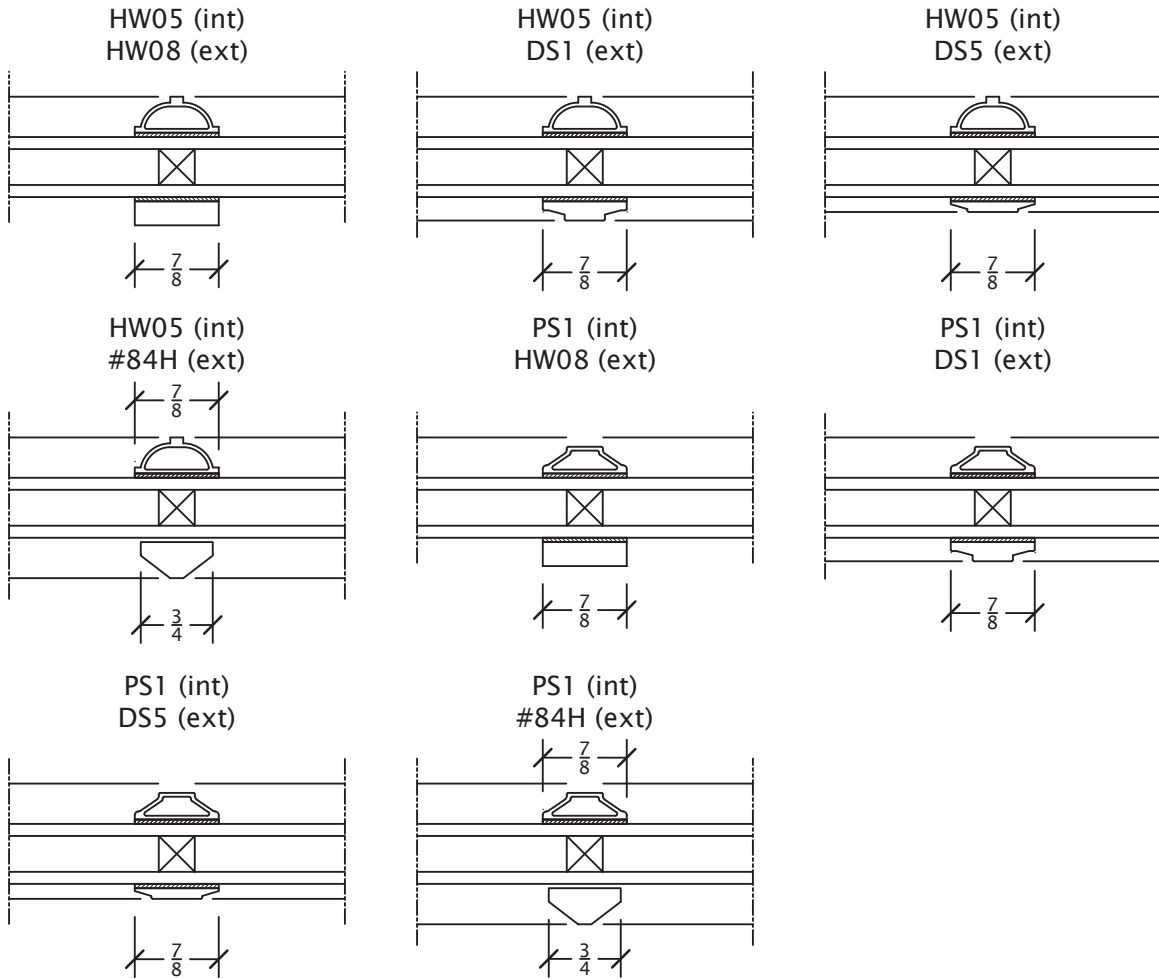 HW05 (int)
HW08 (ext)
7/8
HW05 (int)
DS1 (ext)
7/8
HW05 (int)
DS5 (ext)
7/8
HW05 (int)
#84H (ext)
7/8
3/4
PS1 (int)
HW08 (ext)
7/8
PS1 (int)
DS1 (ext)
7/8
PS1 (int)
DS5 (ext)
7/8
PS1 (int)
#84H (ext)
7/8
3/4